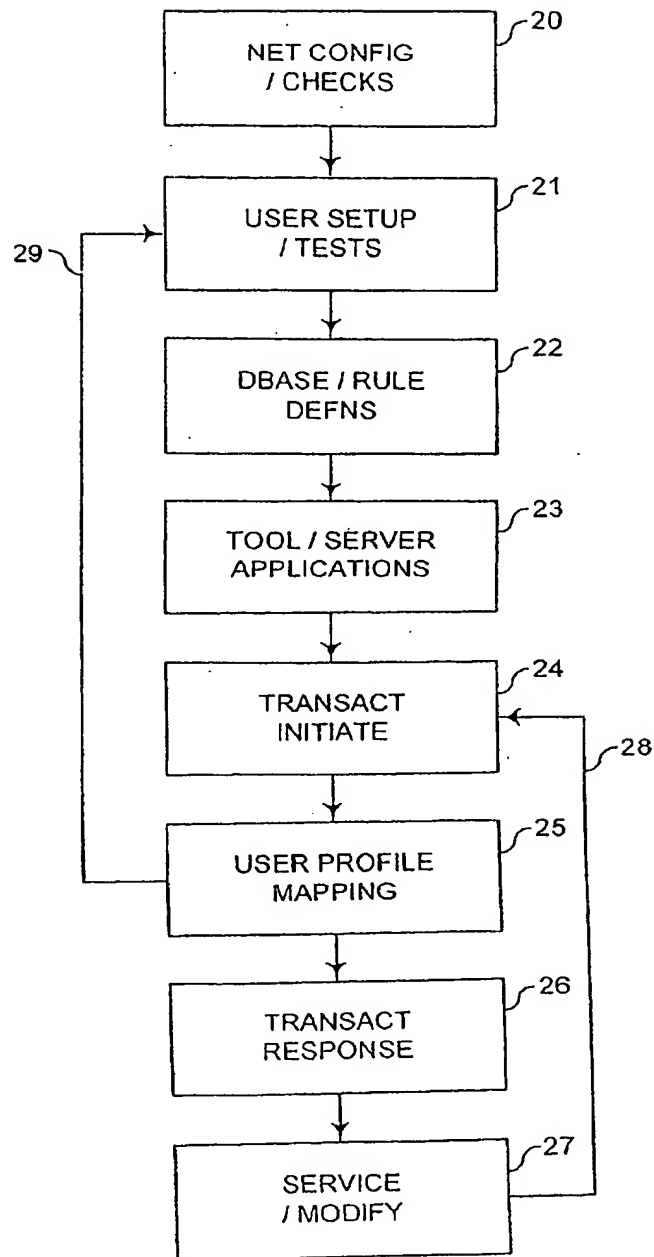 20
NET CONFIG
/ CHECKS
21
USER SETUP
/ TESTS
29
22
DBASE / RULE
DEFNS
23
TOOL / SERVER
APPLICATIONS
24
TRANSACT
INITIATE
28
25
USER PROFILE
MAPPING
26
TRANSACT
RESPONSE
27
SERVICE
/ MODIFY